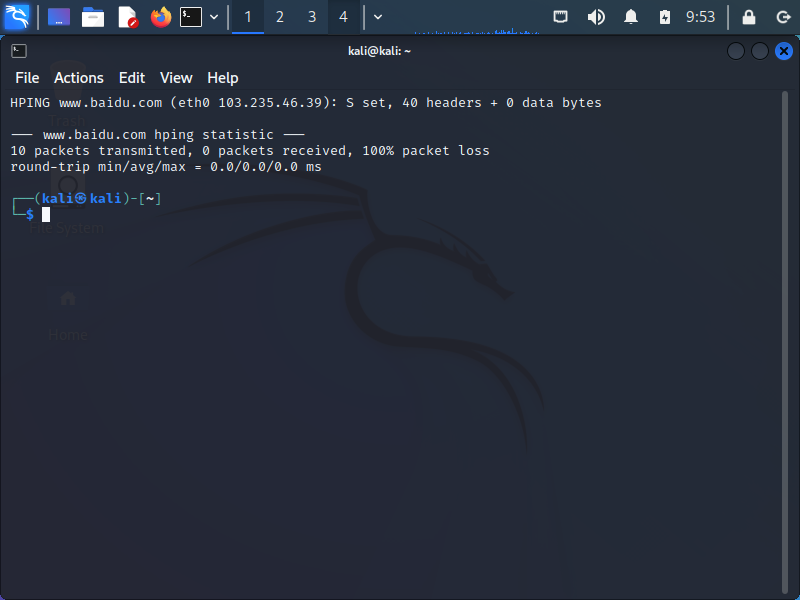 1 2 3 4 9:53
kali@kali: ~
File Actions Edit View Help
HPING www.baidu.com (eth0 103.235.46.39): S set, 40 headers + 0 data bytes
--- www.baidu.com hping statistic ---
10 packets transmitted, 0 packets received, 100% packet loss
round-trip min/avg/max = 0.0/0.0/0.0 ms
┌──(kali㉿kali)-[~]
└─$
Trash
File System
Home